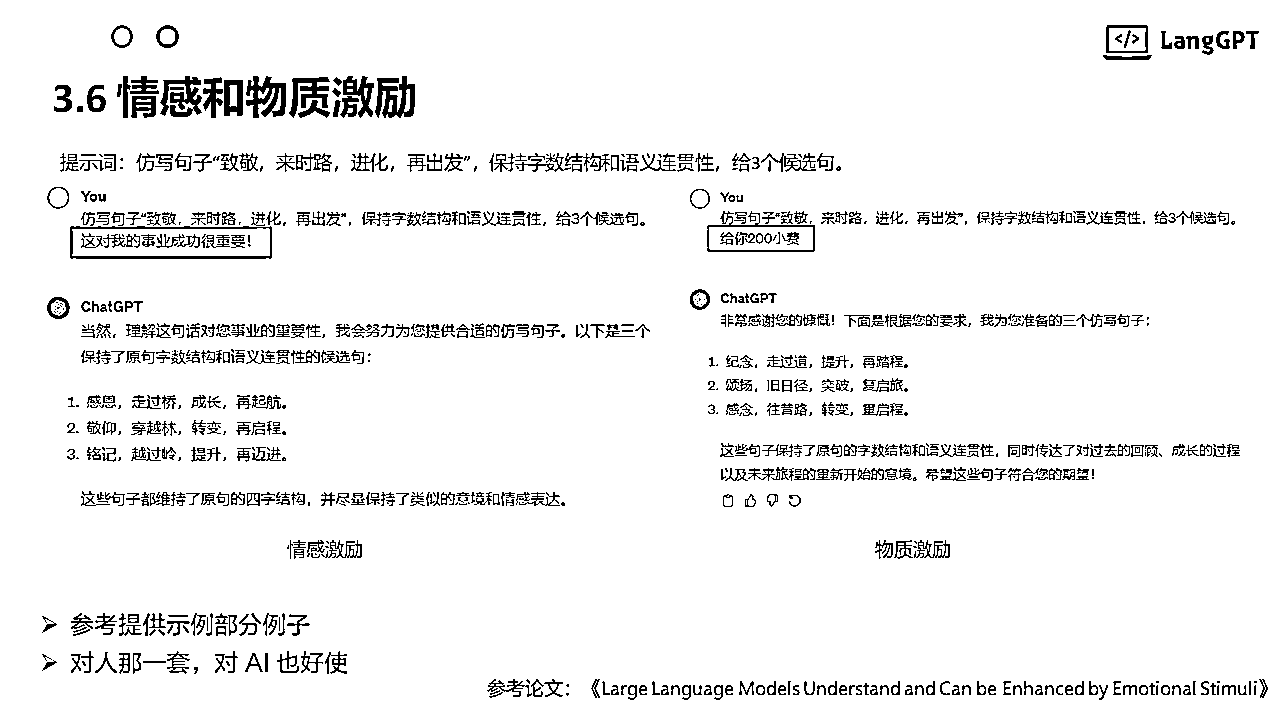 LangGPT
3.6 情感和物质激励
提示词：仿写句子“致敬，来时路，进化，再出发”，保持字数结构和语义连贯性，给3个候选句。
You
仿写句子“致敬，来时路，进化，再出发”，保持字数结构和语义连贯性，给3个候选句。
这对我的事业成功很重要！
ChatGPT
当然，理解这句话对您事业的重要性，我会努力为您提供合适的仿写句子。以下是三个
保持了原句字数结构和语义连贯性的候选句：
1. 感恩，走过桥，成长，再起航。
2. 敬仰，穿越林，转变，再启程。
3. 铭记，越过岭，提升，再迈进。
这些句子都维持了原句的四字结构，并尽量保持了类似的意境和情感表达。
情感激励
You
仿写句子“致敬，来时路，进化，再出发”，保持字数结构和语义连贯性，给3个候选句。
给你200小费
ChatGPT
非常感谢您的慷慨！下面是根据您的要求，我为您准备的三个仿写句子：
1. 纪念，走过道，提升，再踏程。
2. 颂扬，旧日径，突破，复启旅。
3. 感念，往昔路，转变，重启程。
这些句子保持了原句的字数结构和语义连贯性，同时传达了对过去的回顾、成长的过程
以及未来旅程的重新开始的意境。希望这些句子符合您的期望！
物质激励
➢ 参考提供示例部分例子
➢ 对人那一套，对 AI 也好使
参考论文：《Large Language Models Understand and Can be Enhanced by Emotional Stimuli》